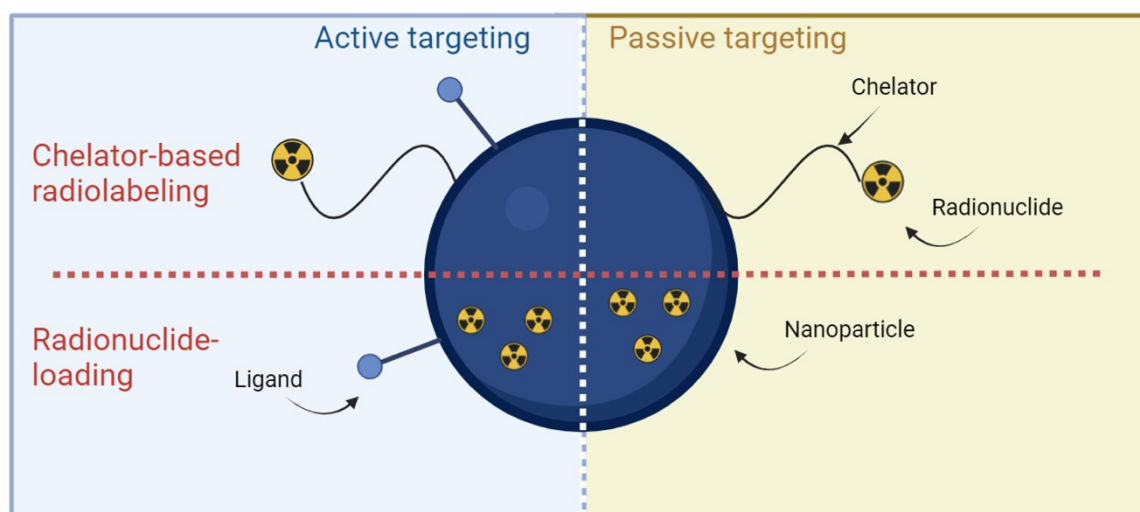 Active targeting
Passive targeting
Chelator
Chelator-based
radiolabeling
Radionuclide
Nanoparticle
Radionuclide-
loading
Ligand